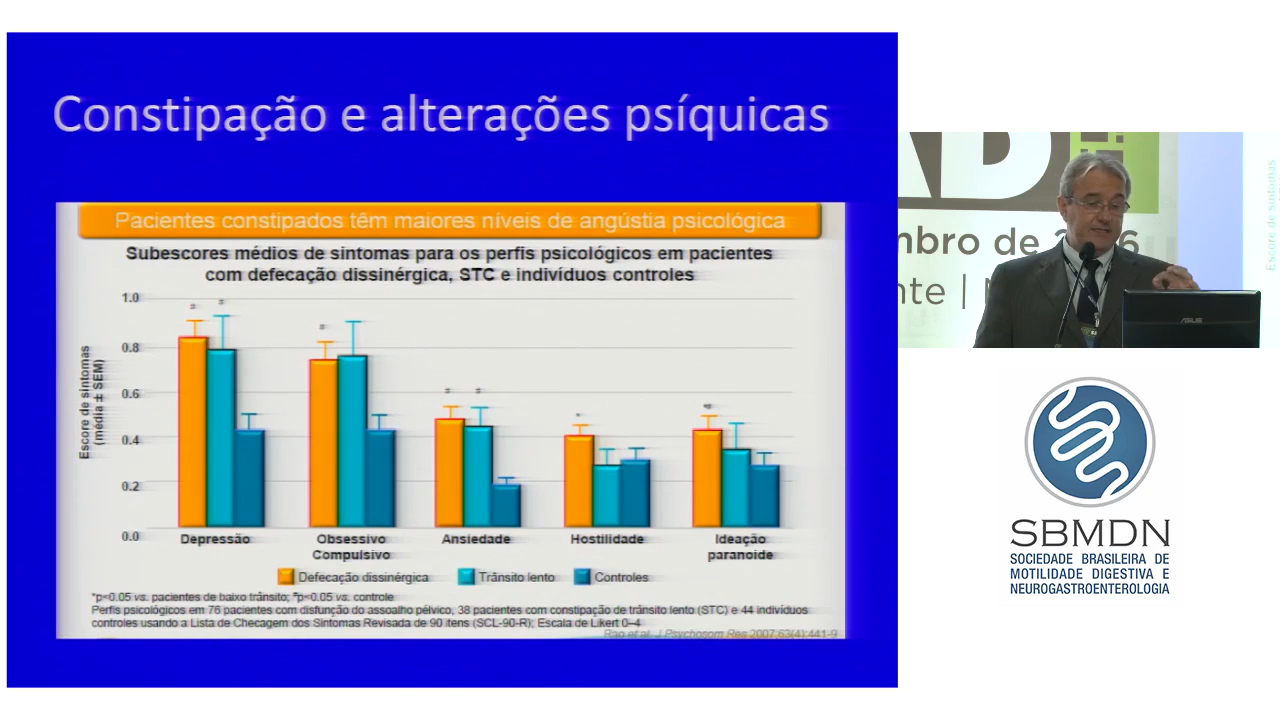 Constipação e alterações psíquicas
Pacientes constipados têm maiores níveis de angústia psicológica
Subescores médios de sintomas para os perfis psicológicos em pacientes
com defecação dissinérgica, STC e indivíduos controles
Escore de sintomas
(média ± SEM)
1.0
0.8
0.6
0.4
0.2
0.0
Depressão
Obsessivo
Compulsivo
Ansiedade
Hostilidade
Ideação
paranoide
Defecação dissinérgica
Trânsito lento
Controles
*p<0.05 vs. pacientes de baixo trânsito; #p<0.05 vs. controle
Perfis psicológicos em 76 pacientes com disfunção do assoalho pélvico, 38 pacientes com constipação de trânsito lento (STC) e 44 indivíduos
controles usando a Lista de Checagem dos Sintomas Revisada de 90 itens (SCL-90-R); Escala de Likert 0–4
Rao et al. J Psychosom Res 2007;63(4):441-9
AD
mbro de 2 6
nte |
ASUS
Escore de sintomas
SBMDN
SOCIEDADE BRASILEIRA DE
MOTILIDADE DIGESTIVA E
NEUROGASTROENTEROLOGIA